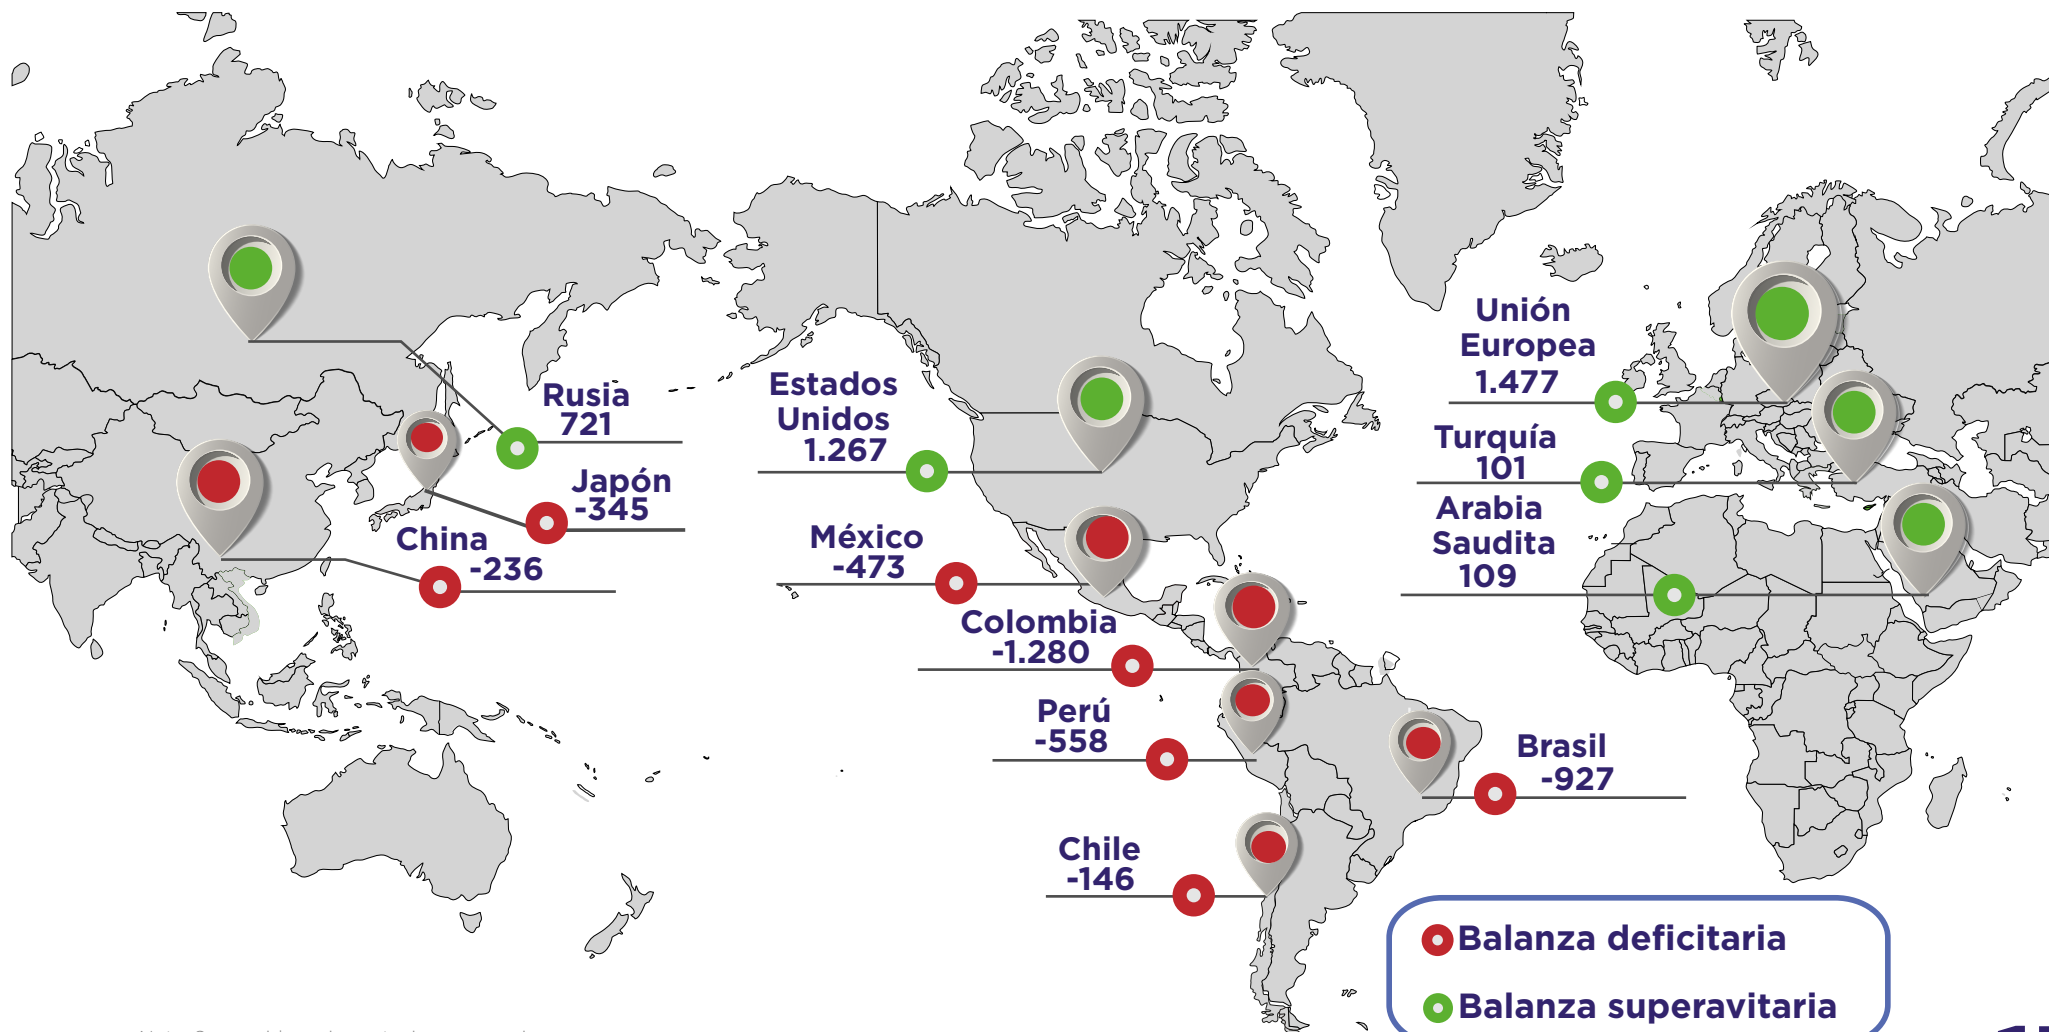 Rusia
721
Japón
-345
China
-236
Estados
Unidos
1.267
México
-473
Colombia
-1.280
Perú
-558
Chile
-146
Brasil
-927
Unión
Europea
1.477
Turquía
101
Arabia
Saudita
109
Balanza deficitaria
Balanza superavitaria